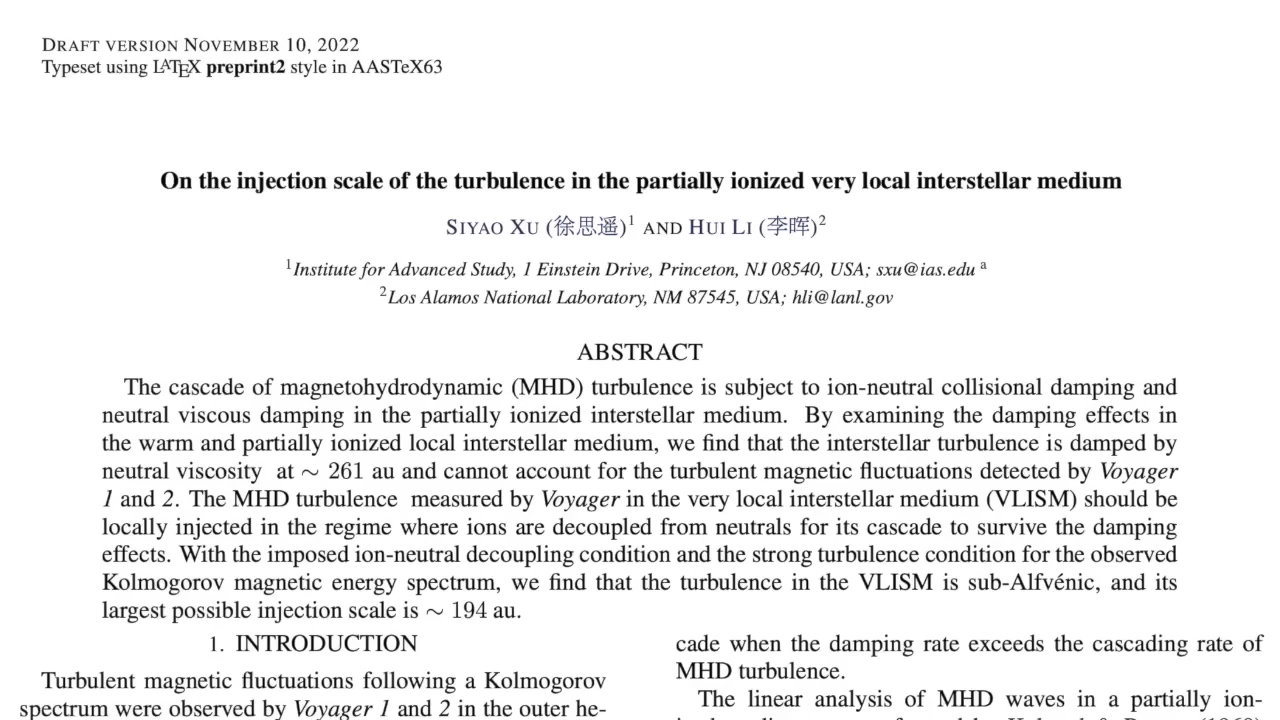 DRAFT VERSION NOVEMBER 10, 2022
Typeset using LATEX preprint2 style in AASTeX63
On the injection scale of the turbulence in the partially ionized very local interstellar medium
SIYAO XU (徐思遥)1 AND HUI LI (李晖)2
1Institute for Advanced Study, 1 Einstein Drive, Princeton, NJ 08540, USA; sxu@ias.edu a
2Los Alamos National Laboratory, NM 87545, USA; hli@lanl.gov
ABSTRACT
The cascade of magnetohydrodynamic (MHD) turbulence is subject to ion-neutral collisional damping and
neutral viscous damping in the partially ionized interstellar medium. By examining the damping effects in
the warm and partially ionized local interstellar medium, we find that the interstellar turbulence is damped by
neutral viscosity at ∼ 261 au and cannot account for the turbulent magnetic fluctuations detected by Voyager
1 and 2. The MHD turbulence measured by Voyager in the very local interstellar medium (VLISM) should be
locally injected in the regime where ions are decoupled from neutrals for its cascade to survive the damping
effects. With the imposed ion-neutral decoupling condition and the strong turbulence condition for the observed
Kolmogorov magnetic energy spectrum, we find that the turbulence in the VLISM is sub-Alfvénic, and its
largest possible injection scale is ∼ 194 au.
1. INTRODUCTION
Turbulent magnetic fluctuations following a Kolmogorov
spectrum were observed by Voyager 1 and 2 in the outer he-
cade when the damping rate exceeds the cascading rate of
MHD turbulence.
The linear analysis of MHD waves in a partially ion-